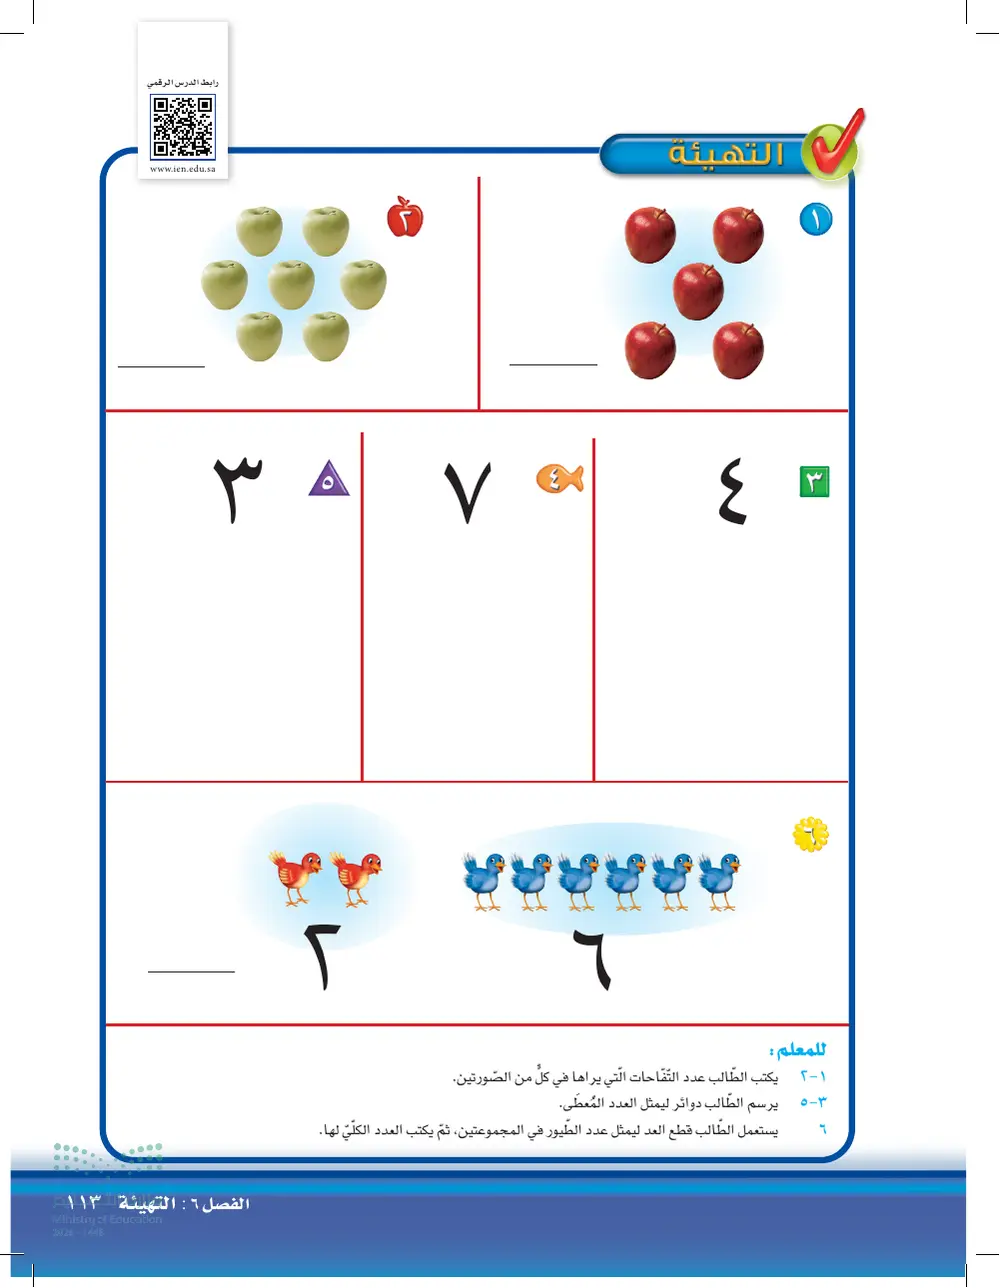 رابط الدرس الرقمي
www.ien.edu.sa
التهيئة
١
٢
٣
٤
٤
٧
٥
٣
٦
٦
٢
للمعلم :
١-٢ يكتب الطّالب عدد التّفّاحات الّتي يراها في كلٍّ من الصّورتين.
٣-٥ يرسم الطّالب دوائر ليمثل العدد المُعطَى.
٦ يستعمل الطّالب قطع العد ليمثل عدد الطّيور في المجموعتين، ثمّ يكتب العدد الكلّيّ لها.
الفصل ٦ : التهيئة ١١٣
Ministry of Education